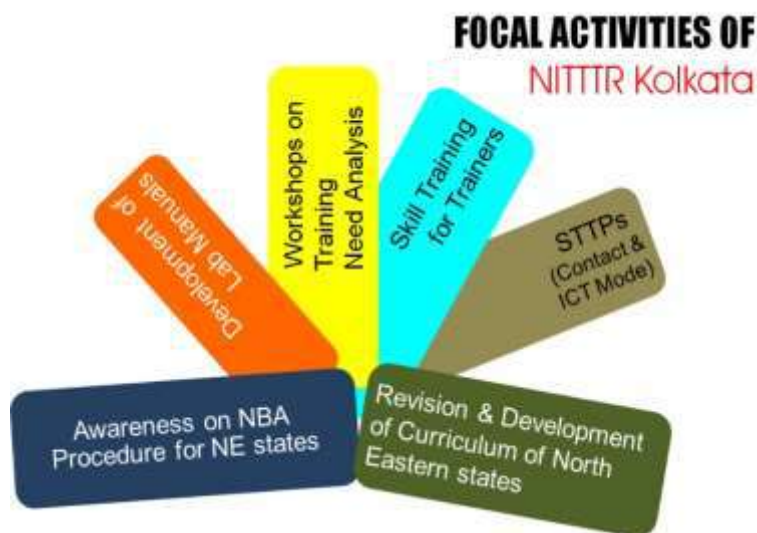 FOCAL ACTIVITIES OF
NITTTR Kolkata
Awareness on NBA
Procedure for NE states
Development of
Lab Manuals
Workshops on
Training
Need Analysis
Skill Training
for Trainers
STTPs
(Contact &
ICT Mode)
Revision & Development
of Curriculum of North
Eastern states